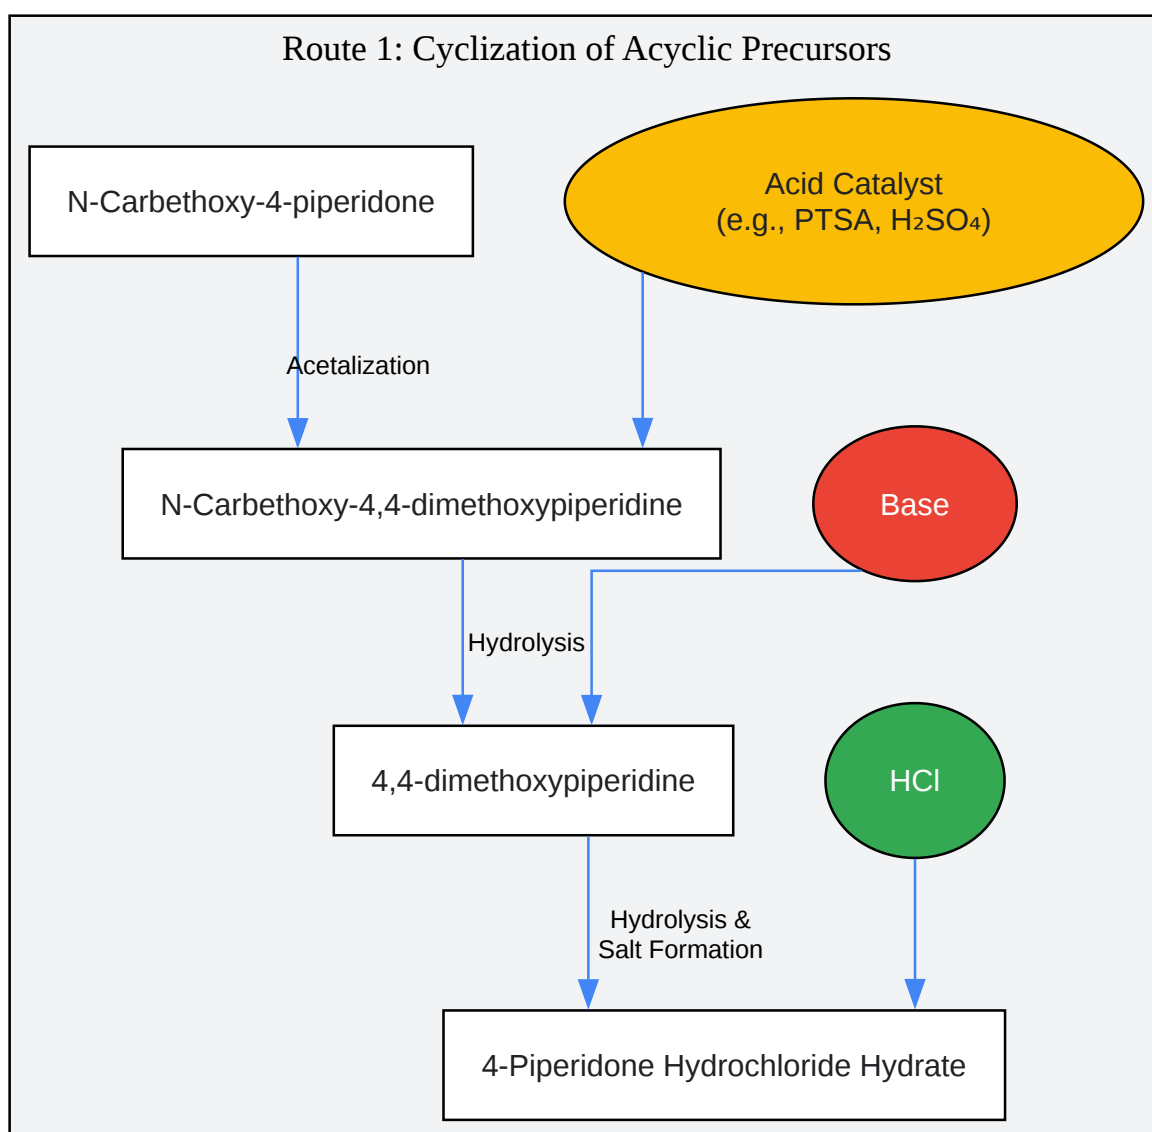 Route 1: Cyclization of Acyclic Precursors
N-Carbethoxy-4-piperidone
Acid Catalyst
(e.g., PTSA, H₂SO₄)
Acetalization
N-Carbethoxy-4,4-dimethoxypiperidine
Base
Hydrolysis
4,4-dimethoxypiperidine
HCl
Hydrolysis &
Salt Formation
4-Piperidone Hydrochloride Hydrate